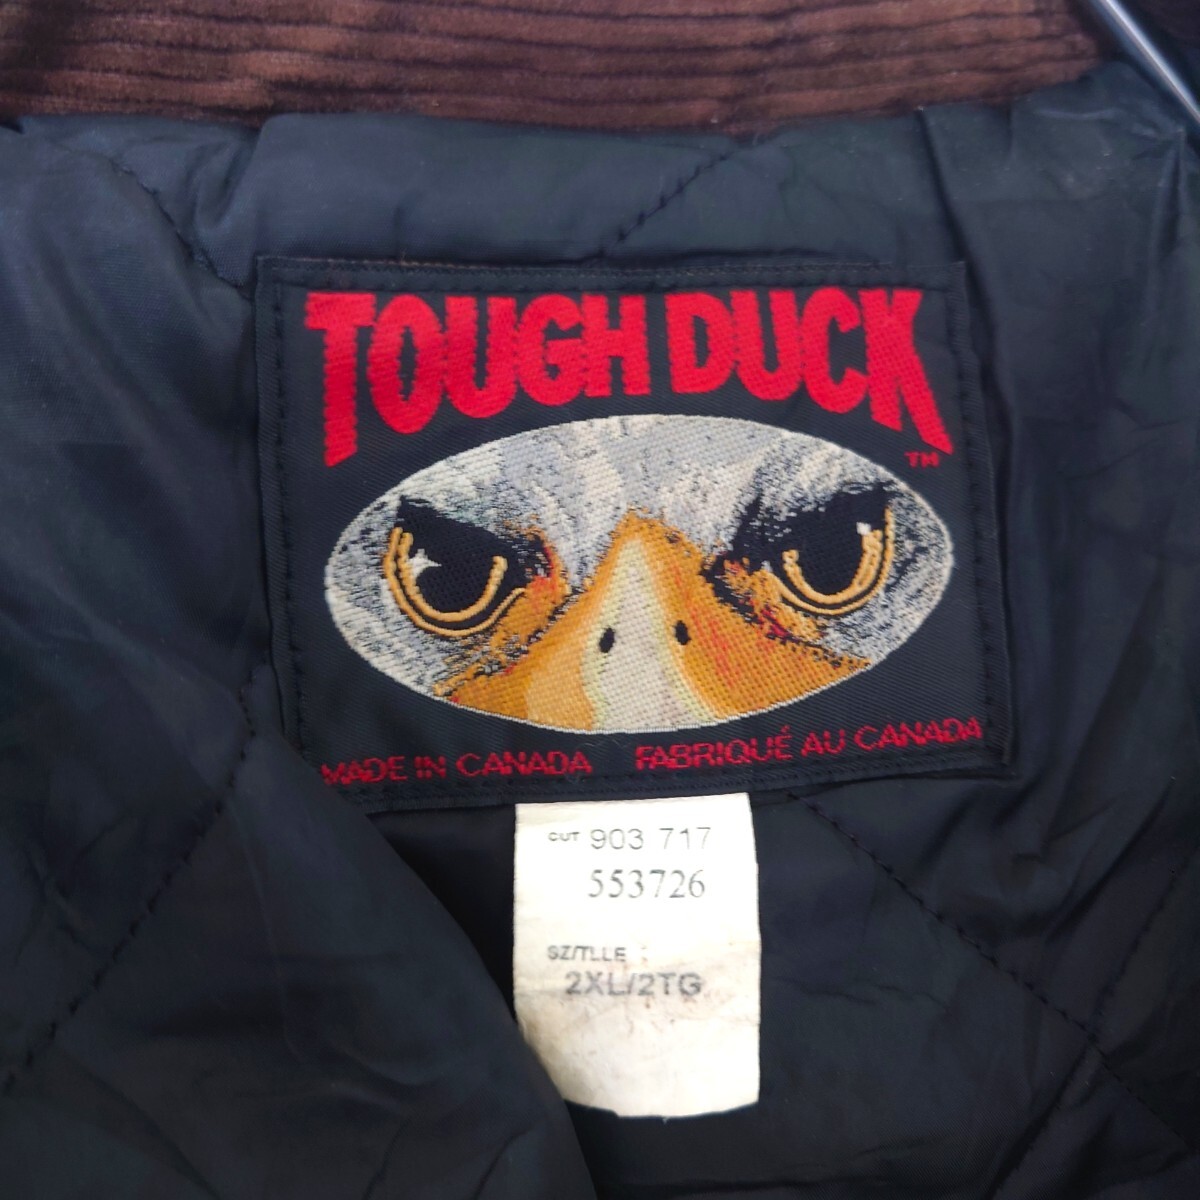 TOUGH DUCK
TM
MADE IN CANADA FABRIQUÉ AU CANADA
CUT 903 717
553726
SZ/TLLE :
2XL/2TG